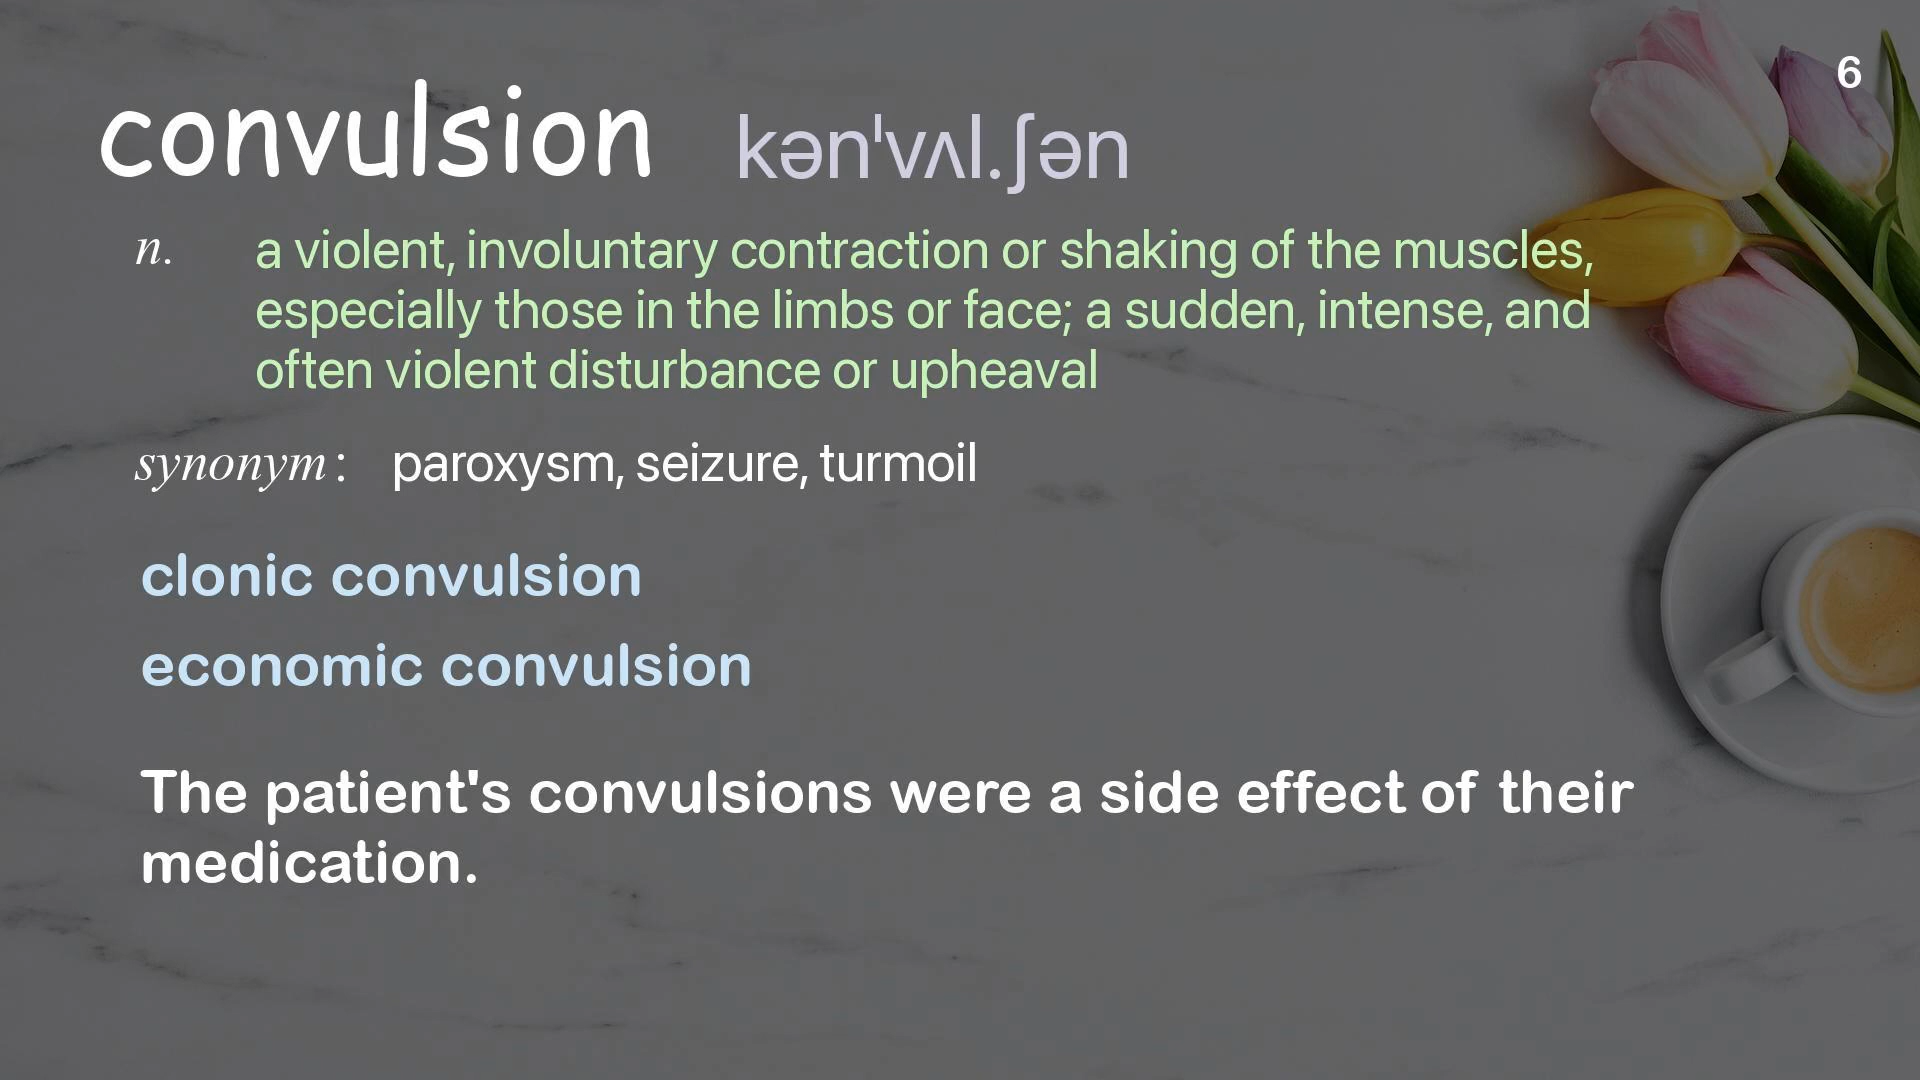 6
convulsion kən'vʌl.ʃən
n. a violent, involuntary contraction or shaking of the muscles,
especially those in the limbs or face; a sudden, intense, and
often violent disturbance or upheaval
synonym: paroxysm, seizure, turmoil
clonic convulsion
economic convulsion
The patient's convulsions were a side effect of their
medication.